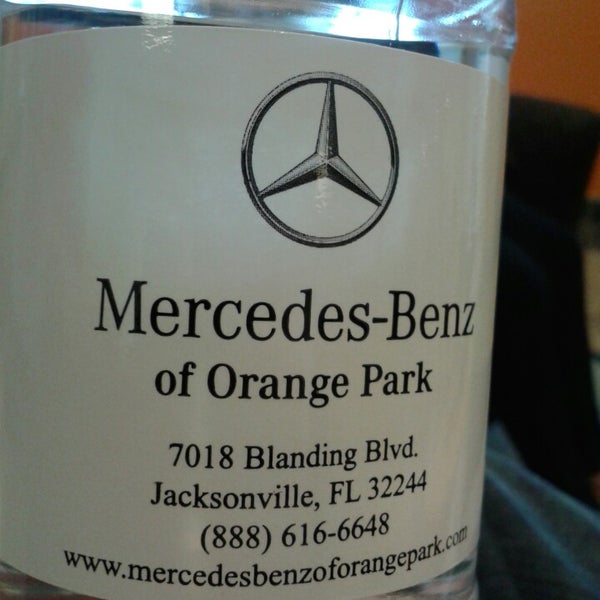 Mercedes-Benz
of Orange Park
7018 Blanding Blvd.
Jacksonville, FL 32244
(888) 616-6648
www.mercedesbenzoforangepark.com